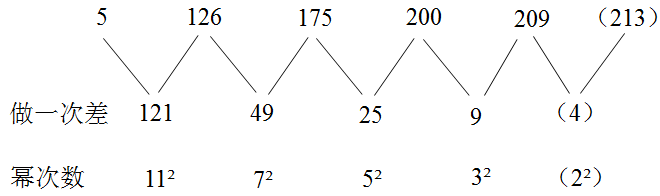 5 126 175 200 209 （213）
做一次差 121 49 25 9 （4）
幂次数 11² 7² 5² 3² （2²）